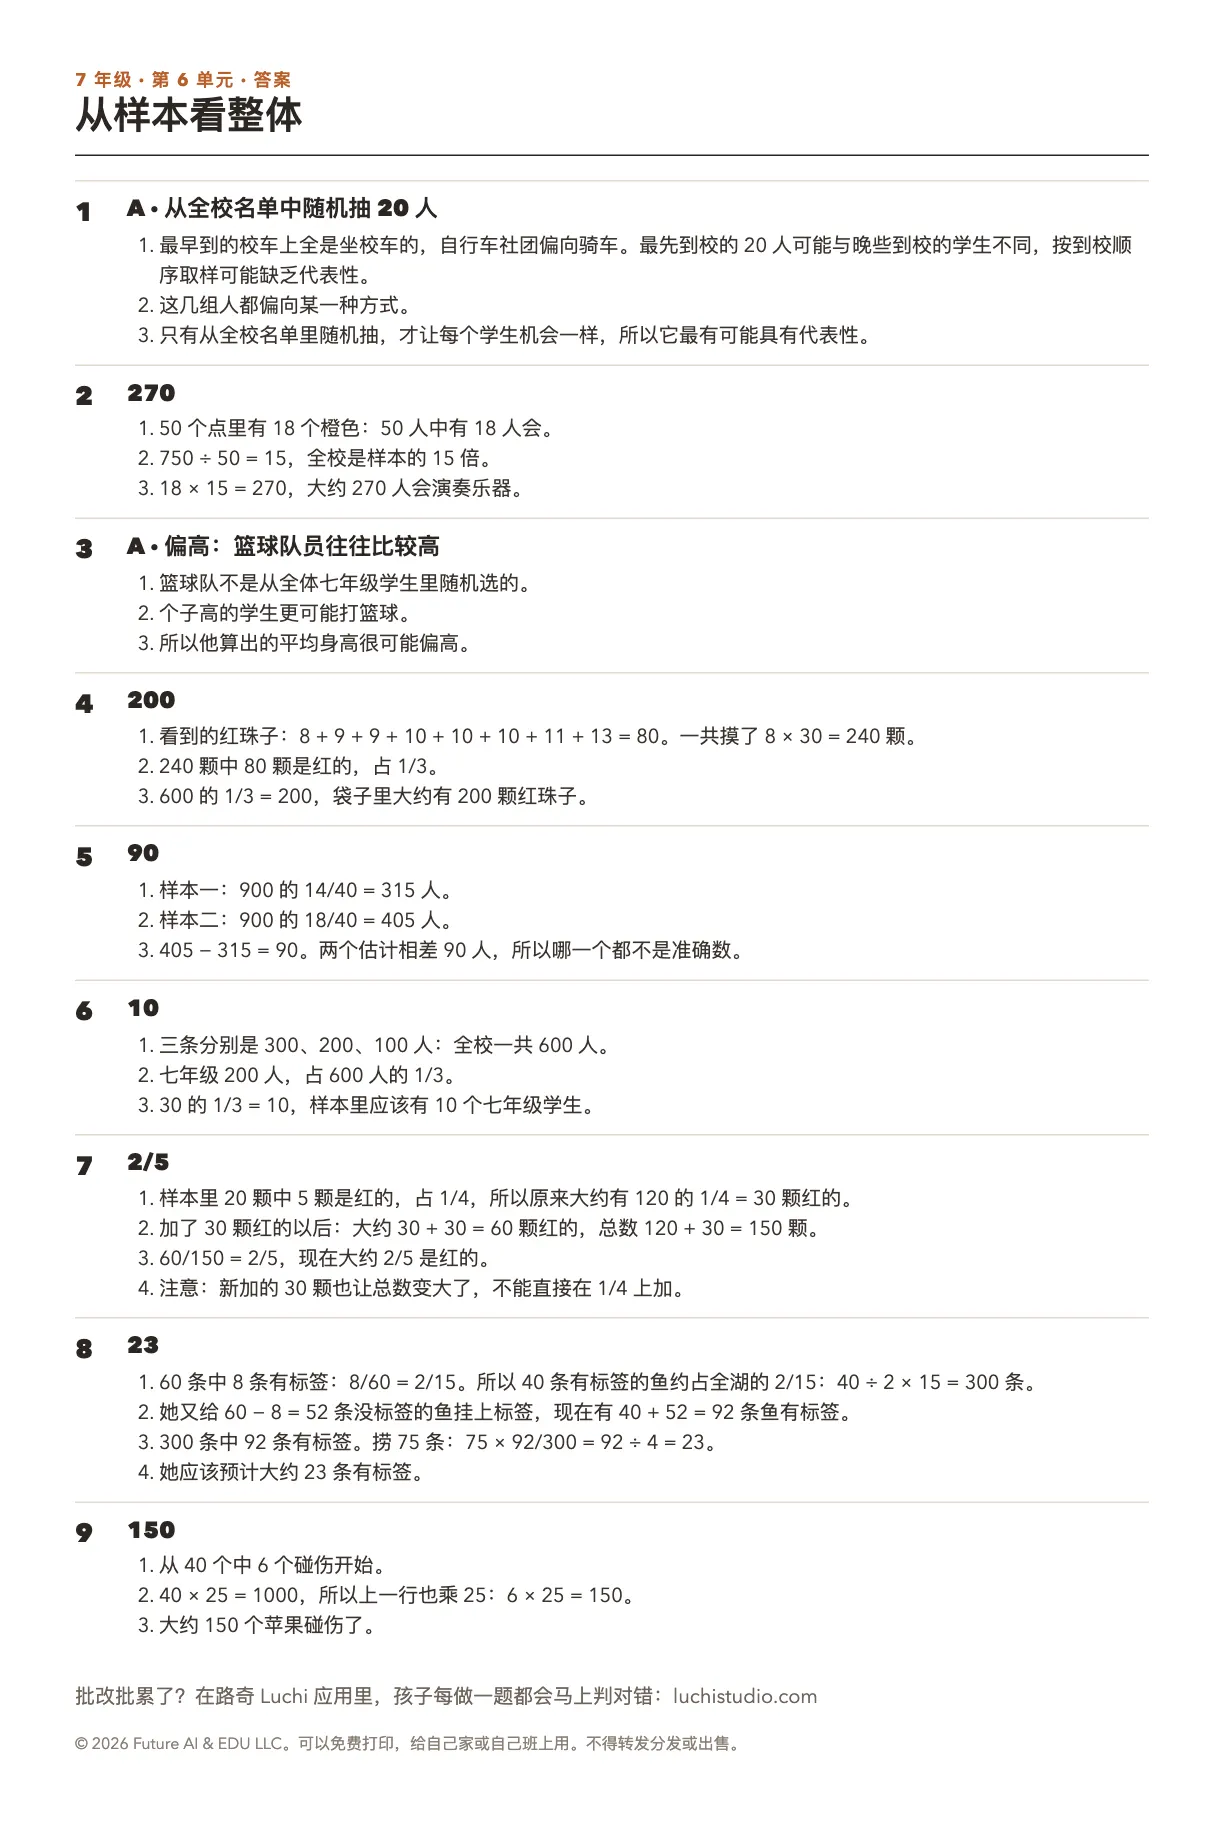 7 年级 · 第 6 单元 · 答案
从样本看整体
1 A · 从全校名单中随机抽 20 人
1. 最早到的校车上全是坐校车的，自行车社团偏向骑车。最先到校的 20 人可能与晚些到校的学生不同，按到校顺
序取样可能缺乏代表性。
2. 这几组人都偏向某一种方式。
3. 只有从全校名单里随机抽，才让每个学生机会一样，所以它最有可能具有代表性。
2 270
1. 50 个点里有 18 个橙色：50 人中有 18 人会。
2. 750 ÷ 50 = 15，全校是样本的 15 倍。
3. 18 × 15 = 270，大约 270 人会演奏乐器。
3 A · 偏高：篮球队员往往比较高
1. 篮球队不是从全体七年级学生里随机选的。
2. 个子高的学生更可能打篮球。
3. 所以他算出的平均身高很可能偏高。
4 200
1. 看到的红珠子：8 + 9 + 9 + 10 + 10 + 10 + 11 + 13 = 80。一共摸了 8 × 30 = 240 颗。
2. 240 颗中 80 颗是红的，占 1/3。
3. 600 的 1/3 = 200，袋子里大约有 200 颗红珠子。
5 90
1. 样本一：900 的 14/40 = 315 人。
2. 样本二：900 的 18/40 = 405 人。
3. 405 − 315 = 90。两个估计相差 90 人，所以哪一个都不是准确数。
6 10
1. 三条分别是 300、200、100 人：全校一共 600 人。
2. 七年级 200 人，占 600 人的 1/3。
3. 30 的 1/3 = 10，样本里应该有 10 个七年级学生。
7 2/5
1. 样本里 20 颗中 5 颗是红的，占 1/4，所以原来大约有 120 的 1/4 = 30 颗红的。
2. 加了 30 颗红的以后：大约 30 + 30 = 60 颗红的，总数 120 + 30 = 150 颗。
3. 60/150 = 2/5，现在大约 2/5 是红的。
4. 注意：新加的 30 颗也让总数变大了，不能直接在 1/4 上加。
8 23
1. 60 条中 8 条有标签：8/60 = 2/15。所以 40 条有标签的鱼约占全湖的 2/15：40 ÷ 2 × 15 = 300 条。
2. 她又给 60 − 8 = 52 条没标签的鱼挂上标签，现在有 40 + 52 = 92 条鱼有标签。
3. 300 条中 92 条有标签。捞 75 条：75 × 92/300 = 92 ÷ 4 = 23。
4. 她应该预计大约 23 条有标签。
9 150
1. 从 40 个中 6 个碰伤开始。
2. 40 × 25 = 1000，所以上一行也乘 25：6 × 25 = 150。
3. 大约 150 个苹果碰伤了。
批改批累了？在路奇 Luchi 应用里，孩子每做一题都会马上判对错：luchistudio.com
© 2026 Future AI & EDU LLC。可以免费打印，给自己家或自己班上用。不得转发分发或出售。